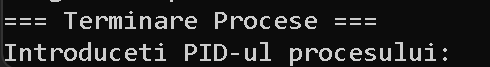 === Terminare Procese ===
Introduceti PID-ul procesului: